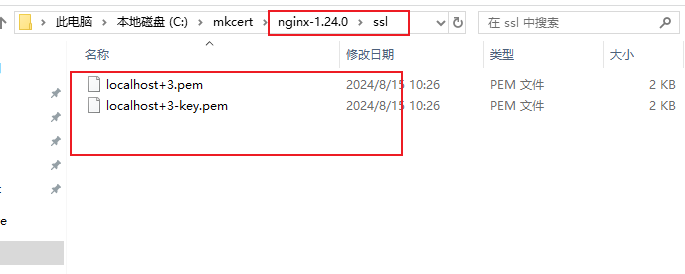 此电脑 › 本地磁盘 (C:) › mkcert › nginx-1.24.0 › ssl 在 ssl 中搜索
名称 修改日期 类型 大小
localhost+3.pem 2024/8/15 10:26 PEM 文件 2 KB
localhost+3-key.pem 2024/8/15 10:26 PEM 文件 2 KB